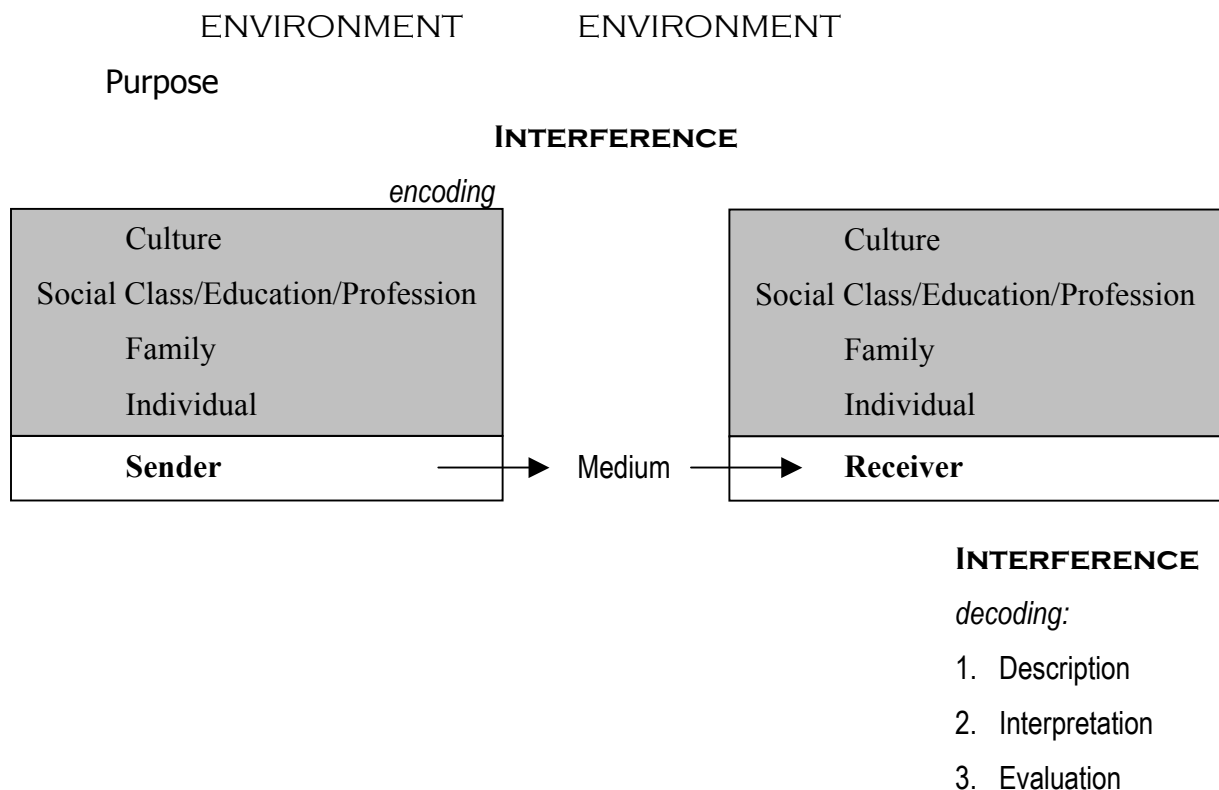 ENVIRONMENT ENVIRONMENT
Purpose
INTERFERENCE
encoding
Culture
Social Class/Education/Profession
Family
Individual
Sender
Medium
Culture
Social Class/Education/Profession
Family
Individual
Receiver
INTERFERENCE
decoding:
1. Description
2. Interpretation
3. Evaluation